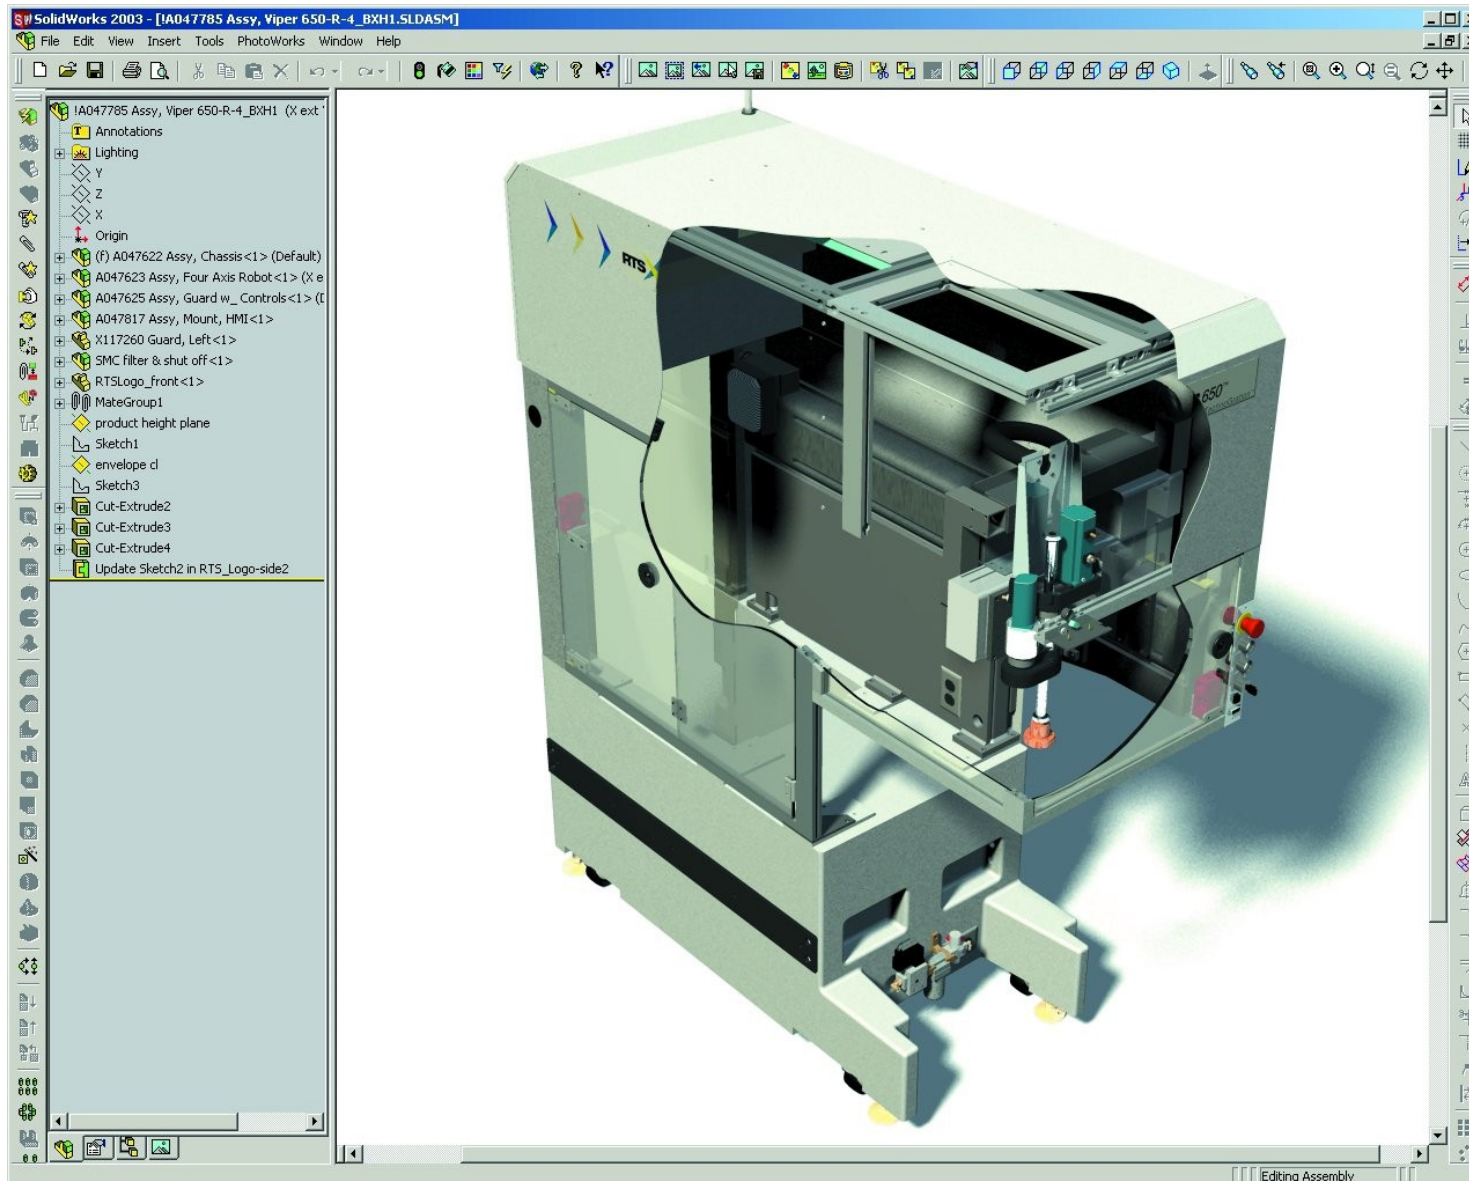 SolidWorks 2003 - [!A047785 Assy, Viper 650-R-4_BXH1.SLDASM]
File Edit View Insert Tools PhotoWorks Window Help
!A047785 Assy, Viper 650-R-4_BXH1 (X ext
Annotations
Lighting
Y
Z
X
Origin
(f) A047622 Assy, Chassis<1> (Default)
A047623 Assy, Four Axis Robot<1> (X e
A047625 Assy, Guard w_ Controls<1> (D
A047817 Assy, Mount, HMI<1>
X117260 Guard, Left<1>
SMC filter & shut off<1>
RTSLogo_front<1>
MateGroup1
product height plane
Sketch1
envelope cl
Sketch3
Cut-Extrude2
Cut-Extrude3
Cut-Extrude4
Update Sketch2 in RTS_Logo-side2
RTS
650™
Editing Assembly